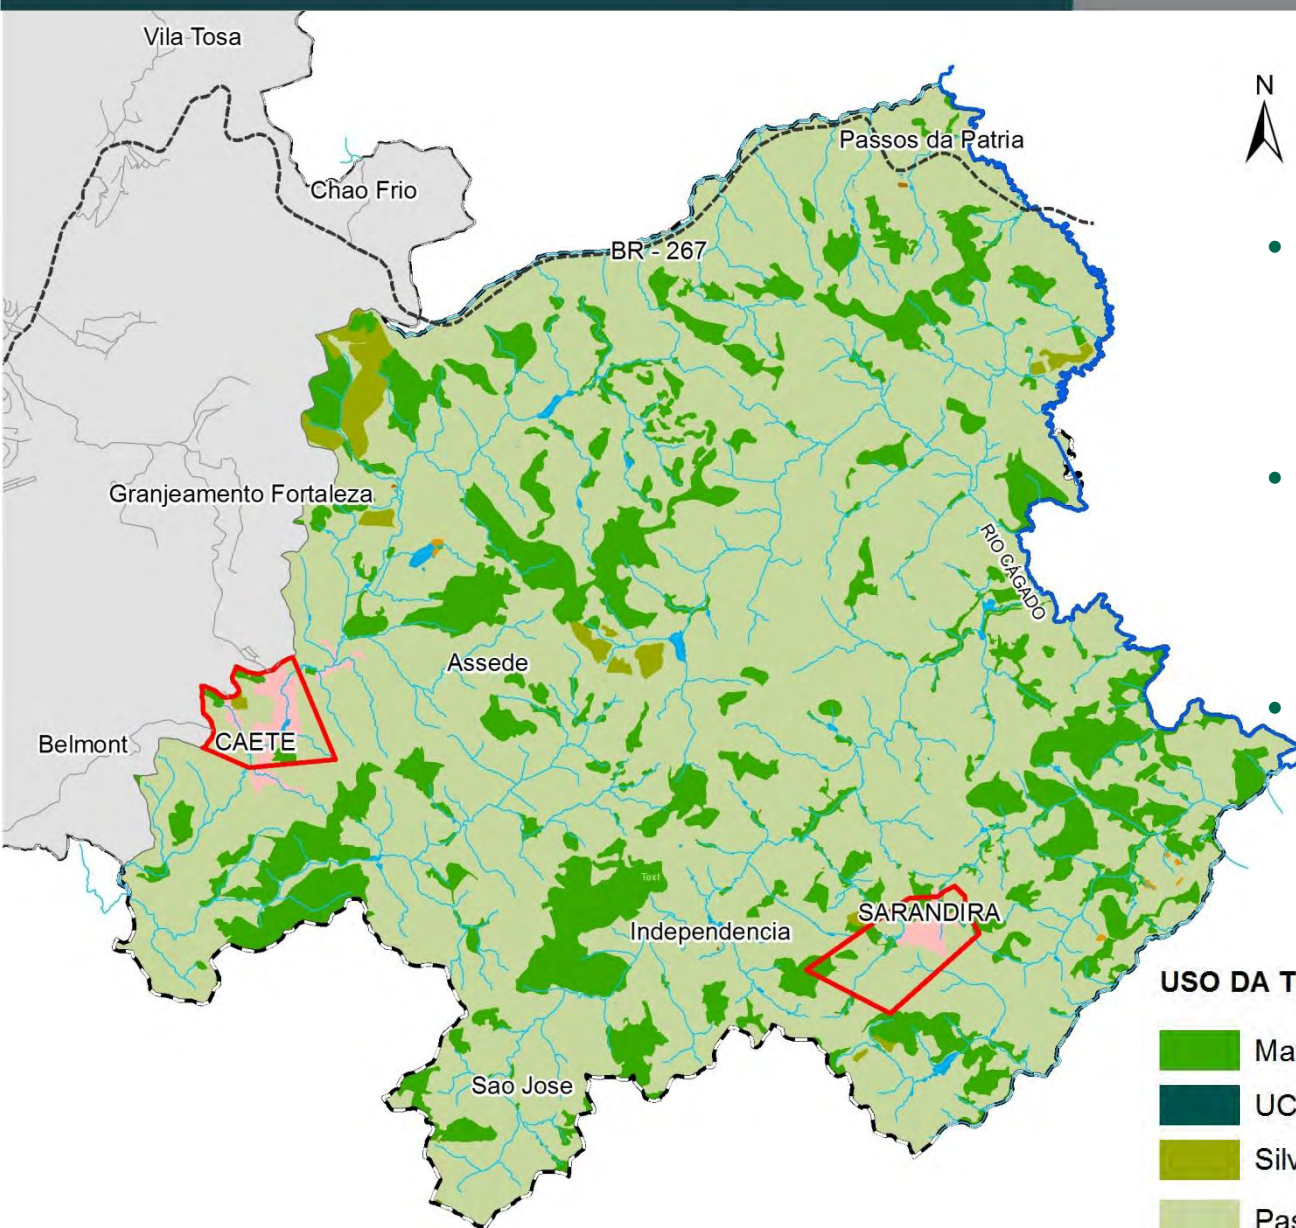 Vila Tosa
N
Passos da Patria
Chao Frio
BR - 267
Granjeamento Fortaleza
RIO CÁGADO
Assede
Belmont
CAETE
Text
SARANDIRA
Independencia
USO DA T
Ma
UC
Sao Jose
Silv
Pas